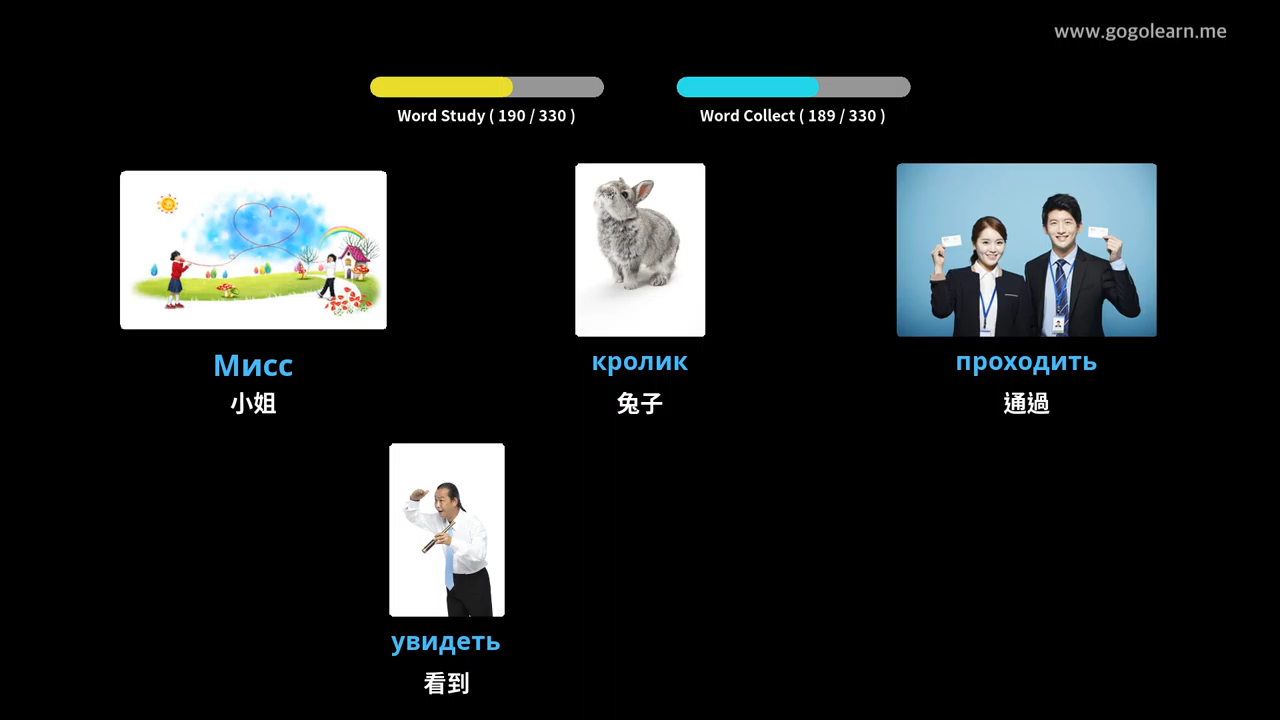 www.gogolearn.me
Word Study ( 190 / 330 )
Word Collect ( 189 / 330 )
Мисс
小姐
кролик
兔子
проходить
通過
увидеть
看到